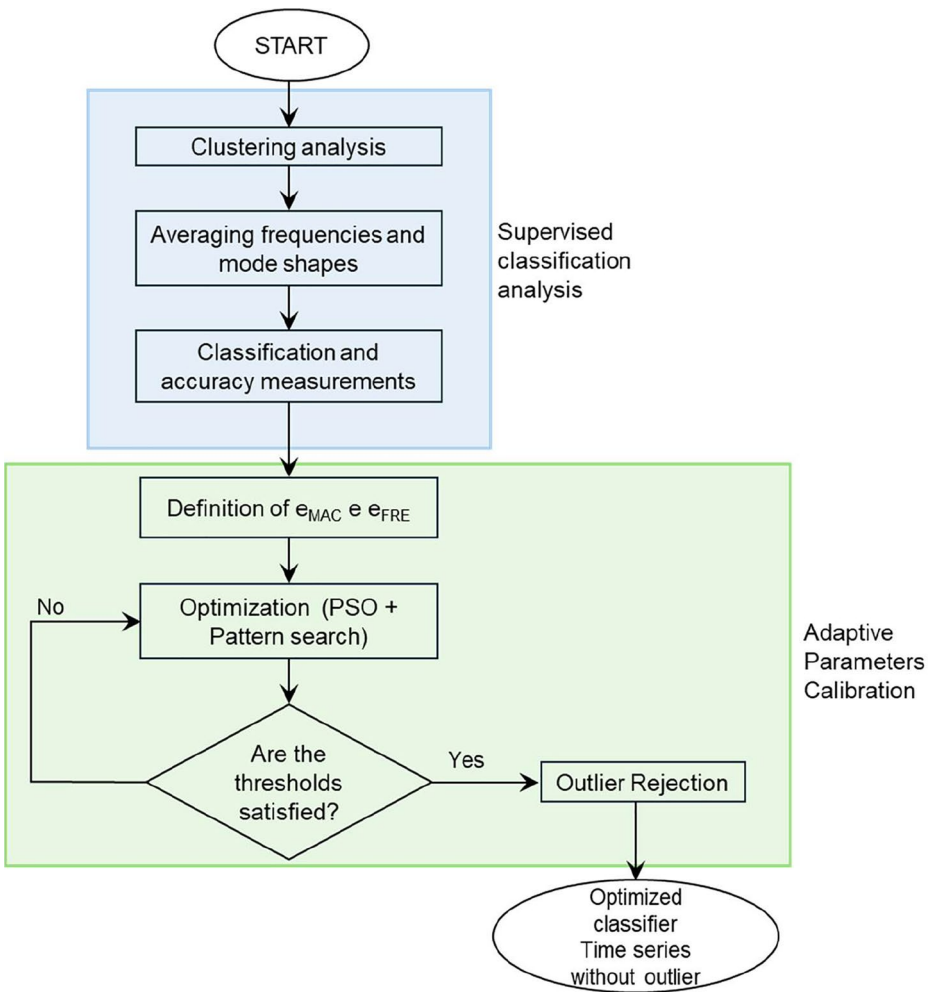 START
Clustering analysis
Averaging frequencies and
mode shapes
Supervised
classification
analysis
Classification and
accuracy measurements
Definition of eMAC e eFRE
Optimization (PSO +
Pattern search)
No
Adaptive
Parameters
Calibration
Are the
thresholds
satisfied?
Yes
Outlier Rejection
Optimized
classifier
Time series
without outlier